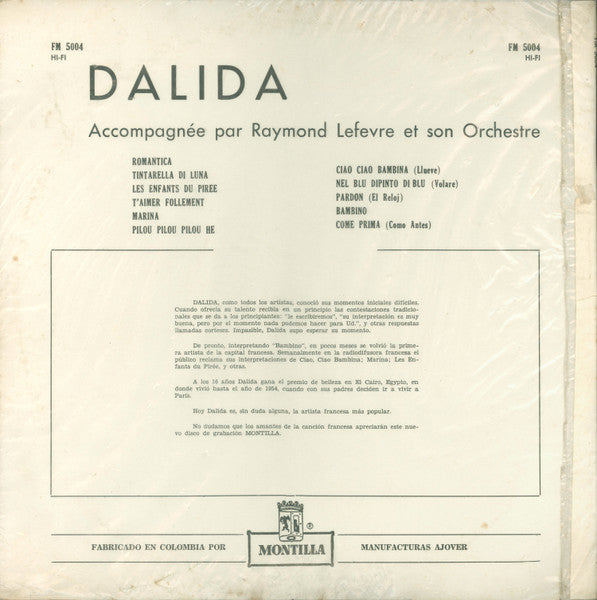 FM 5004
HI-FI
FM 5004
HI-FI
DALIDA
Accompagnée par Raymond Lefevre et son Orchestre
ROMANTICA
TINTARELLA DI LUNA
LES ENFANTS DU PIREE
T'AIMER FOLLEMENT
MARINA
PILOU PILOU PILOU HE
CIAO CIAO BAMBINA (Llueve)
NEL BLU DIPINTO DI BLU (Volare)
PARDON (El Reloj)
BAMBINO
COME PRIMA (Como Antes)
DALIDA, como todos los artistas, conoció sus momentos iniciales difíciles.
Cuando ofrecía su talento recibía en un principio las contestaciones tradicio-
nales que se da a los principiantes: "le escribiremos", "su interpretación es muy
buena, pero por el momento nada podemos hacer para Ud.", y otras respuestas
llamadas corteses. Impasible, Dalida supo esperar su momento.
De pronto, interpretando "Bambino", en pocos meses se volvió la prime-
ra artista de la capital francesa. Semanalmente en la radiodifusora francesa el
público reclama sus interpretaciones de Ciao, Ciao Bambina; Marina; Les En-
fants du Pirée, y otras.
A los 16 años Dalida gana el premio de belleza en El Cairo, Egypto, en
donde vivió hasta el año de 1954, cuando con sus padres deciden ir a vivir a
París.
Hoy Dalida es, sin duda alguna, la artista francesa más popular.
No dudamos que los amantes de la canción francesa apreciarán este nue-
vo disco de grabación MONTILLA.
FABRICADO EN COLOMBIA POR
MONTILLA
®
MANUFACTURAS AJOVER